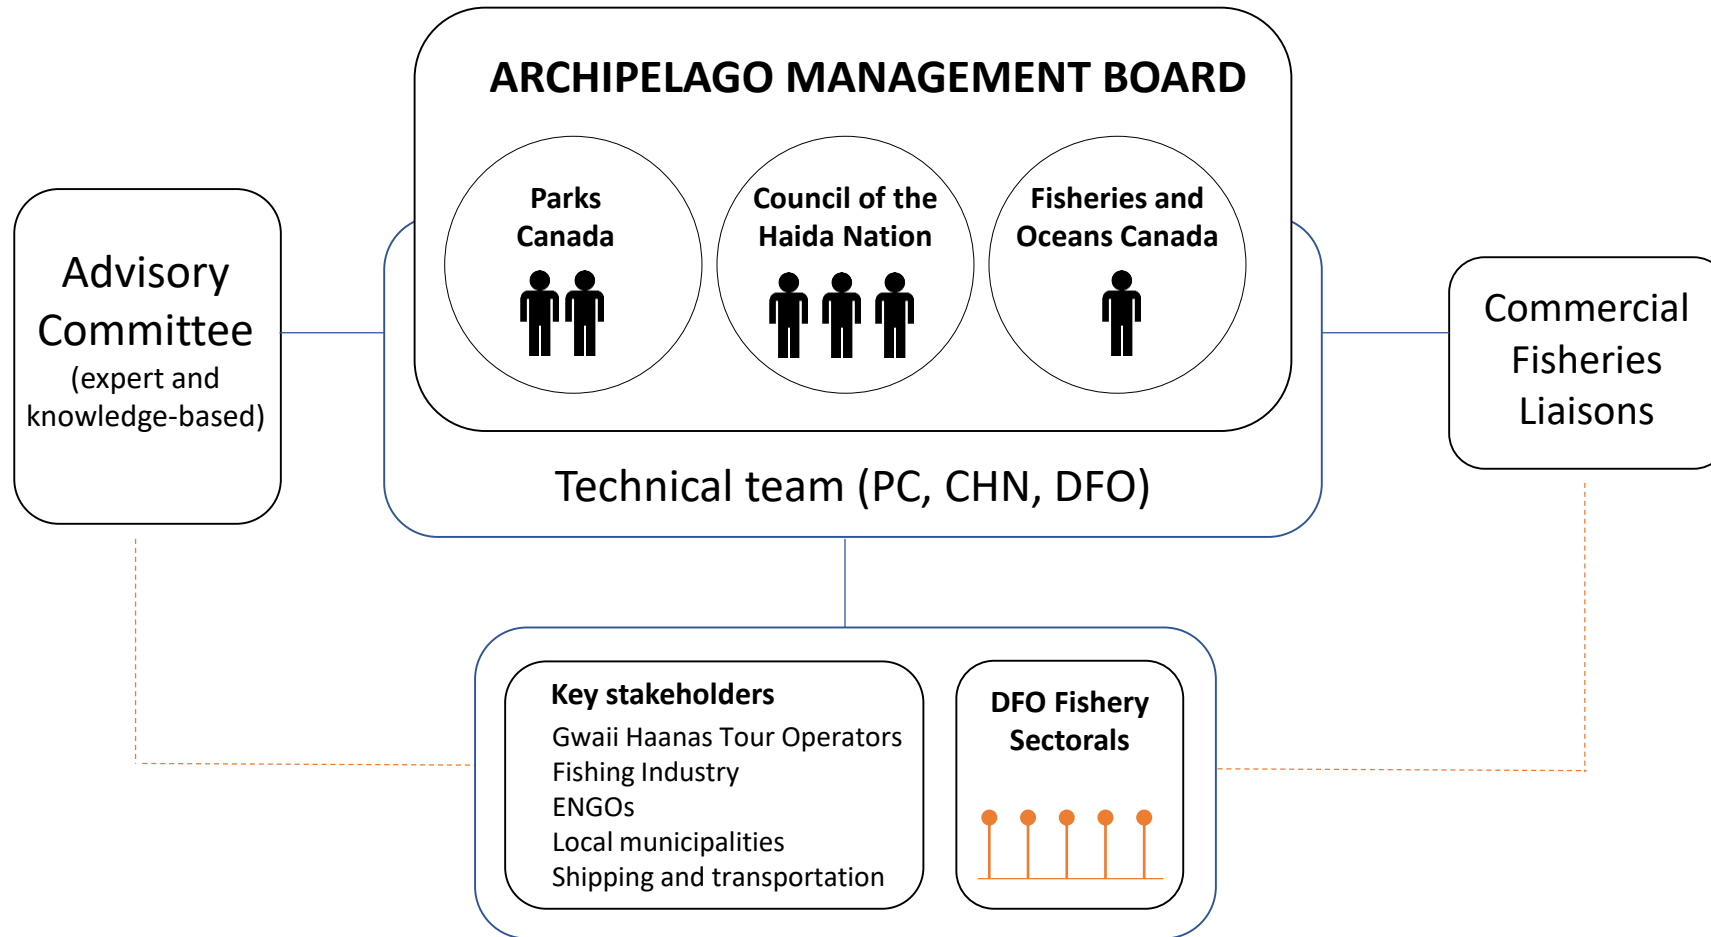 ARCHIPELAGO MANAGEMENT BOARD
Parks
Canada
Council of the
Haida Nation
Fisheries and
Oceans Canada
Advisory
Committee
(expert and
knowledge-based)
Commercial
Fisheries
Liaisons
Technical team (PC, CHN, DFO)
Key stakeholders
Gwaii Haanas Tour Operators
Fishing Industry
ENGOs
Local municipalities
Shipping and transportation
DFO Fishery
Sectorals